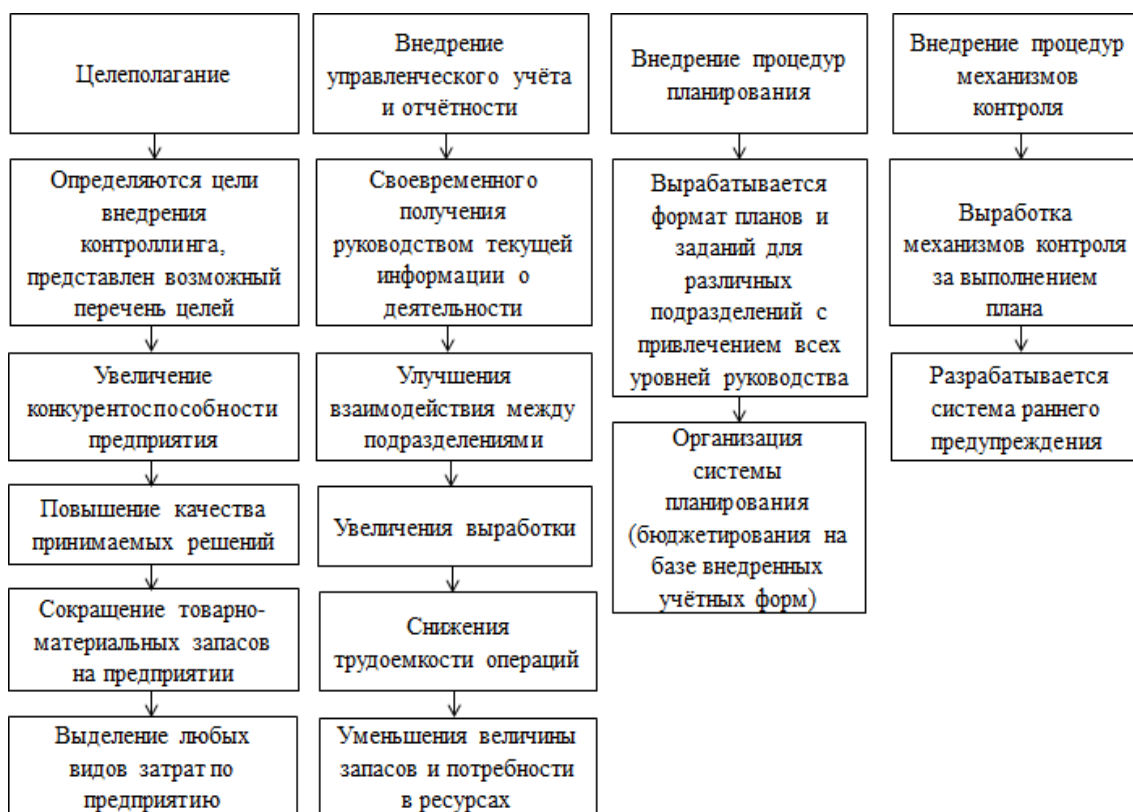 Целеполагание
Определяются цели
внедрения
контроллинга,
представлен возможный
перечень целей
Увеличение
конкурентоспособности
предприятия
Повышение качества
принимаемых решений
Сокращение товарно-
материальных запасов
на предприятии
Выделение любых
видов затрат по
предприятию
Внедрение
управленческого учёта
и отчётности
Своевременного
получения
руководством текущей
информации о
деятельности
Улучшения
взаимодействия между
подразделениями
Увеличения выработки
Снижения
трудоемкости операций
Уменьшения величины
запасов и потребности
в ресурсах
Внедрение процедур
планирования
Вырабатывается
формат планов и
заданий для
различных
подразделений с
привлечением всех
уровней руководства
Организация
системы
планирования
(бюджетирования на
базе внедренных
учётных форм)
Внедрение процедур
механизмов
контроля
Выработка
механизмов контроля
за выполнением
плана
Разрабатывается
система раннего
предупреждения